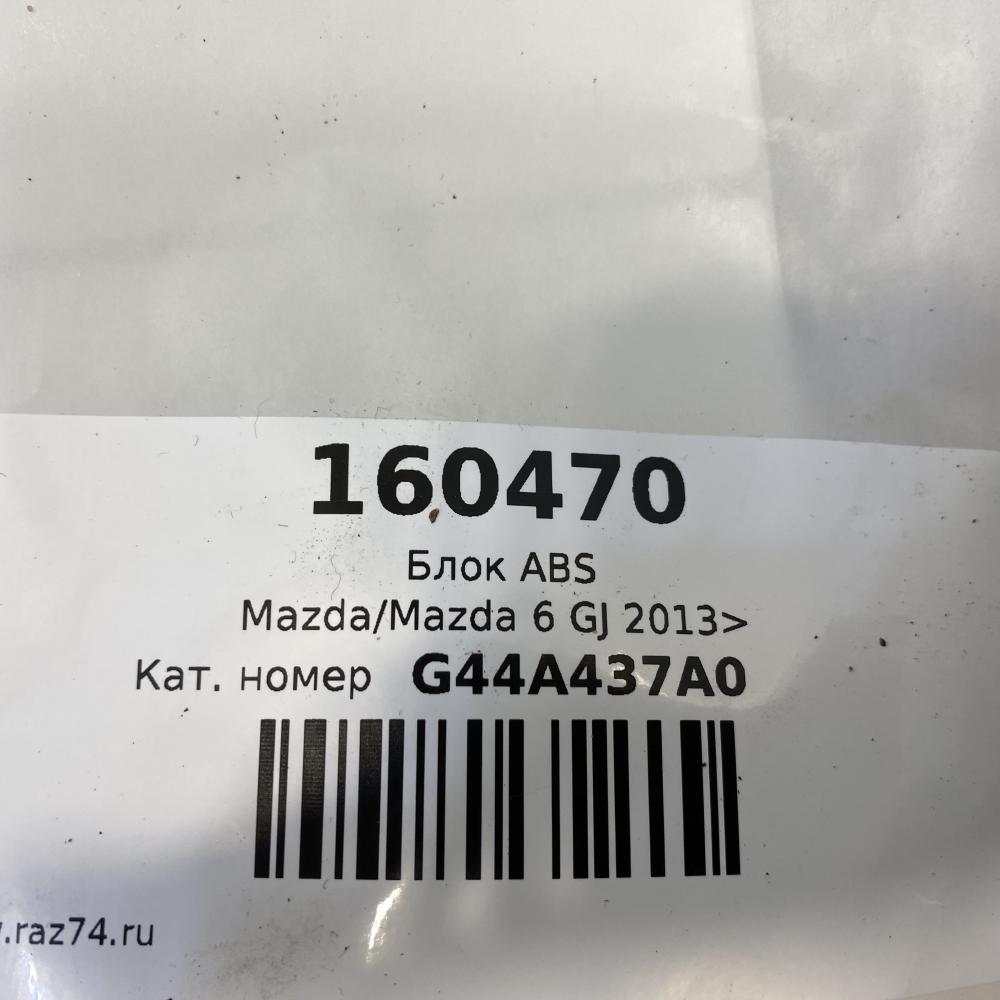 160470
Блок ABS
Mazda/Mazda 6 GJ 2013>
Кат. номер G44A437A0
.raz74.ru